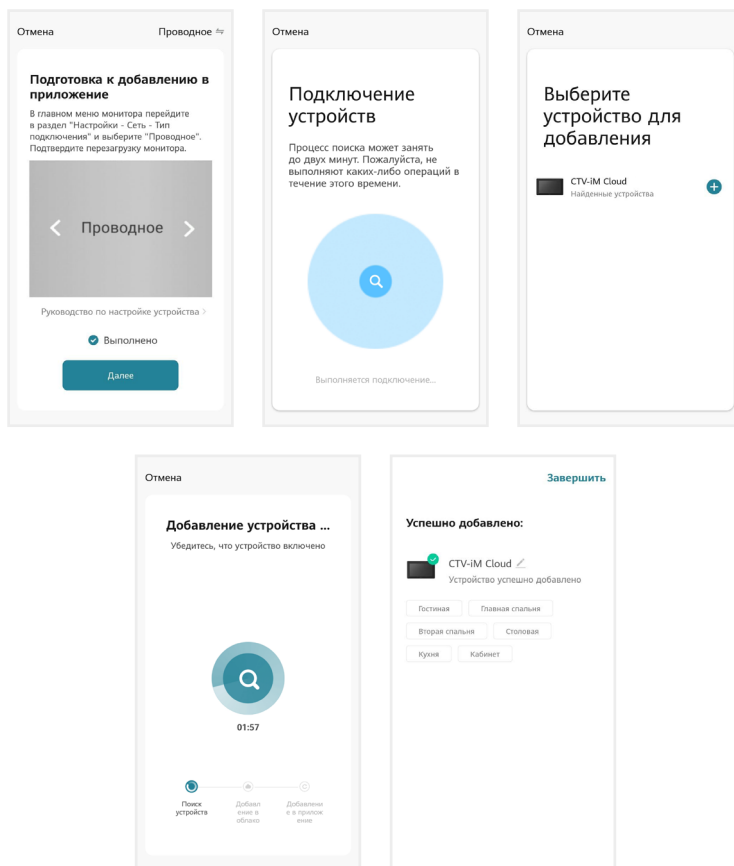 Отмена
Проводное
Подготовка к добавлению в
приложение
В главном меню монитора перейдите
в раздел "Настройки - Сеть - Тип
подключения" и выберите "Проводное".
Подтвердите перезагрузку монитора.
Проводное
Руководство по настройке устройства
Выполнено
Далее
Отмена
Подключение
устройств
Процесс поиска может занять
до двух минут. Пожалуйста, не
выполняют каких-либо операций в
течение этого времени.
Выполняется подключение...
Отмена
Выберите
устройство для
добавления
CTV-iM Cloud
Найденные устройства
Отмена
Добавление устройства ...
Убедитесь, что устройство включено
01:57
Поиск
устройств
Добавл
ение в
облако
Добавлени
е в прилож
ение
Завершить
Успешно добавлено:
CTV-iM Cloud
Устройство успешно добавлено
Гостиная
Главная спальня
Вторая спальня
Столовая
Кухня
Кабинет